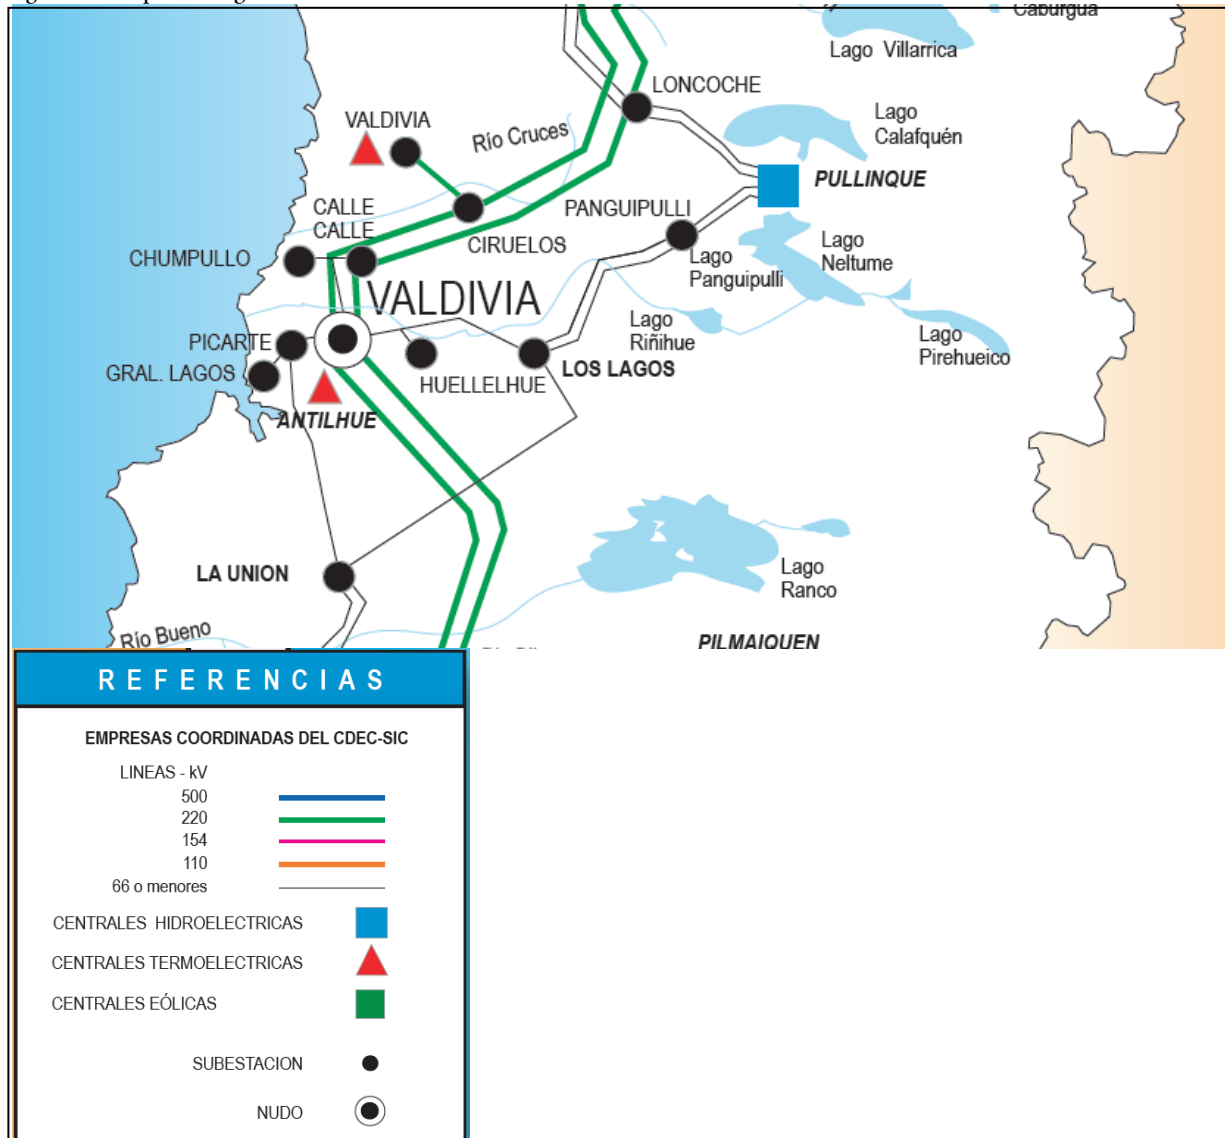 Caburgua
Lago Villarrica
LONCOCHE
Lago
Calafquén
VALDIVIA
Río Cruces
PULLINQUE
CALLE
CALLE
PANGUIPULLI
CIRUELOS
Lago
Neltume
CHUMPULLO
Lago
Panguipulli
VALDIVIA
Lago
Riñihue
Lago
Pirehueico
PICARTE
GRAL. LAGOS
HUELLELHUE
LOS LAGOS
ANTILHUE
LA UNION
Lago
Ranco
Río Bueno
PILMAIQUEN
REFERENCIAS
EMPRESAS COORDINADAS DEL CDEC-SIC
LINEAS - kV
500
220
154
110
66 o menores
CENTRALES HIDROELECTRICAS
CENTRALES TERMOELECTRICAS
CENTRALES EÓLICAS
SUBESTACION
NUDO